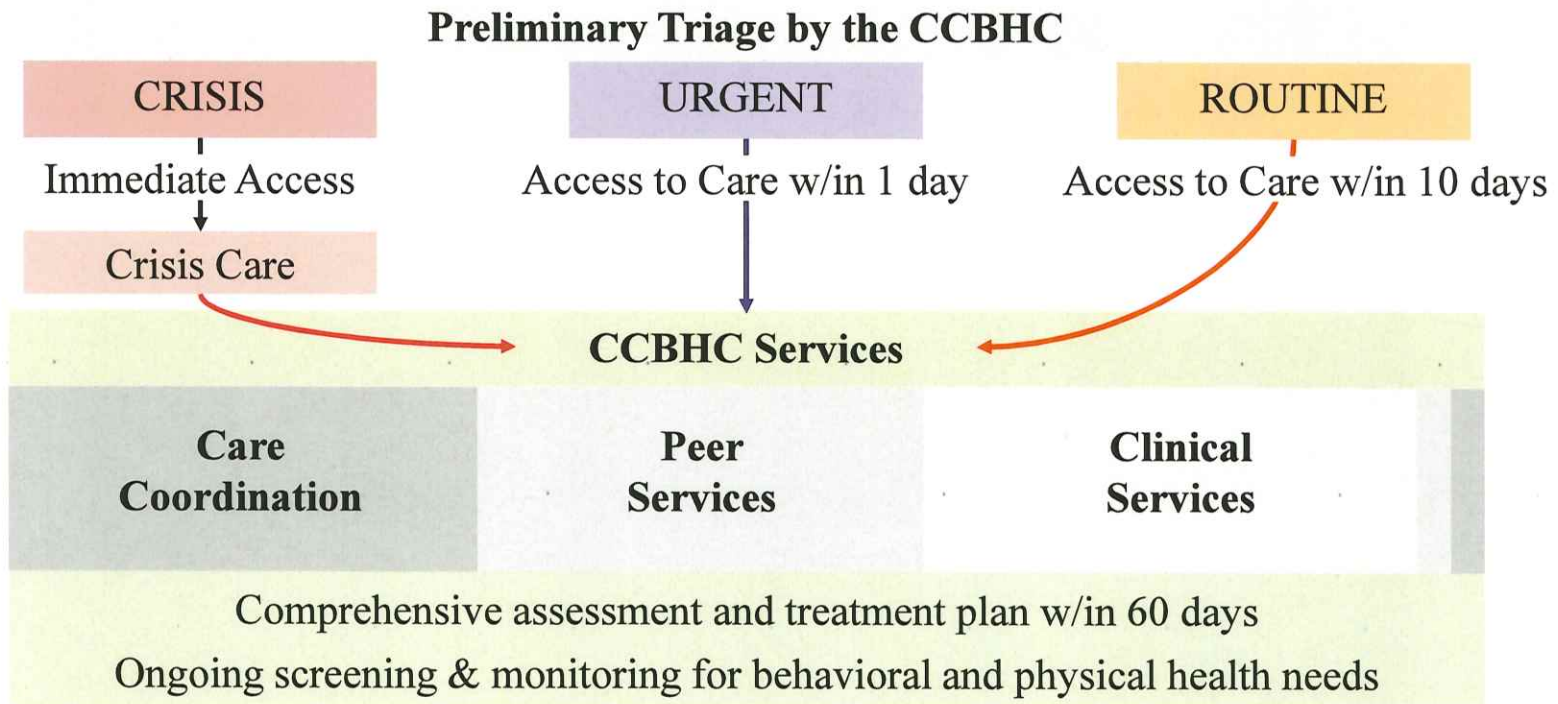 Preliminary Triage by the CCBHC
CRISIS
URGENT
ROUTINE
Immediate Access
Access to Care w/in 1 day
Access to Care w/in 10 days
Crisis Care
CCBHC Services
Care
Coordination
Peer
Services
Clinical
Services
Comprehensive assessment and treatment plan w/in 60 days
Ongoing screening & monitoring for behavioral and physical health needs